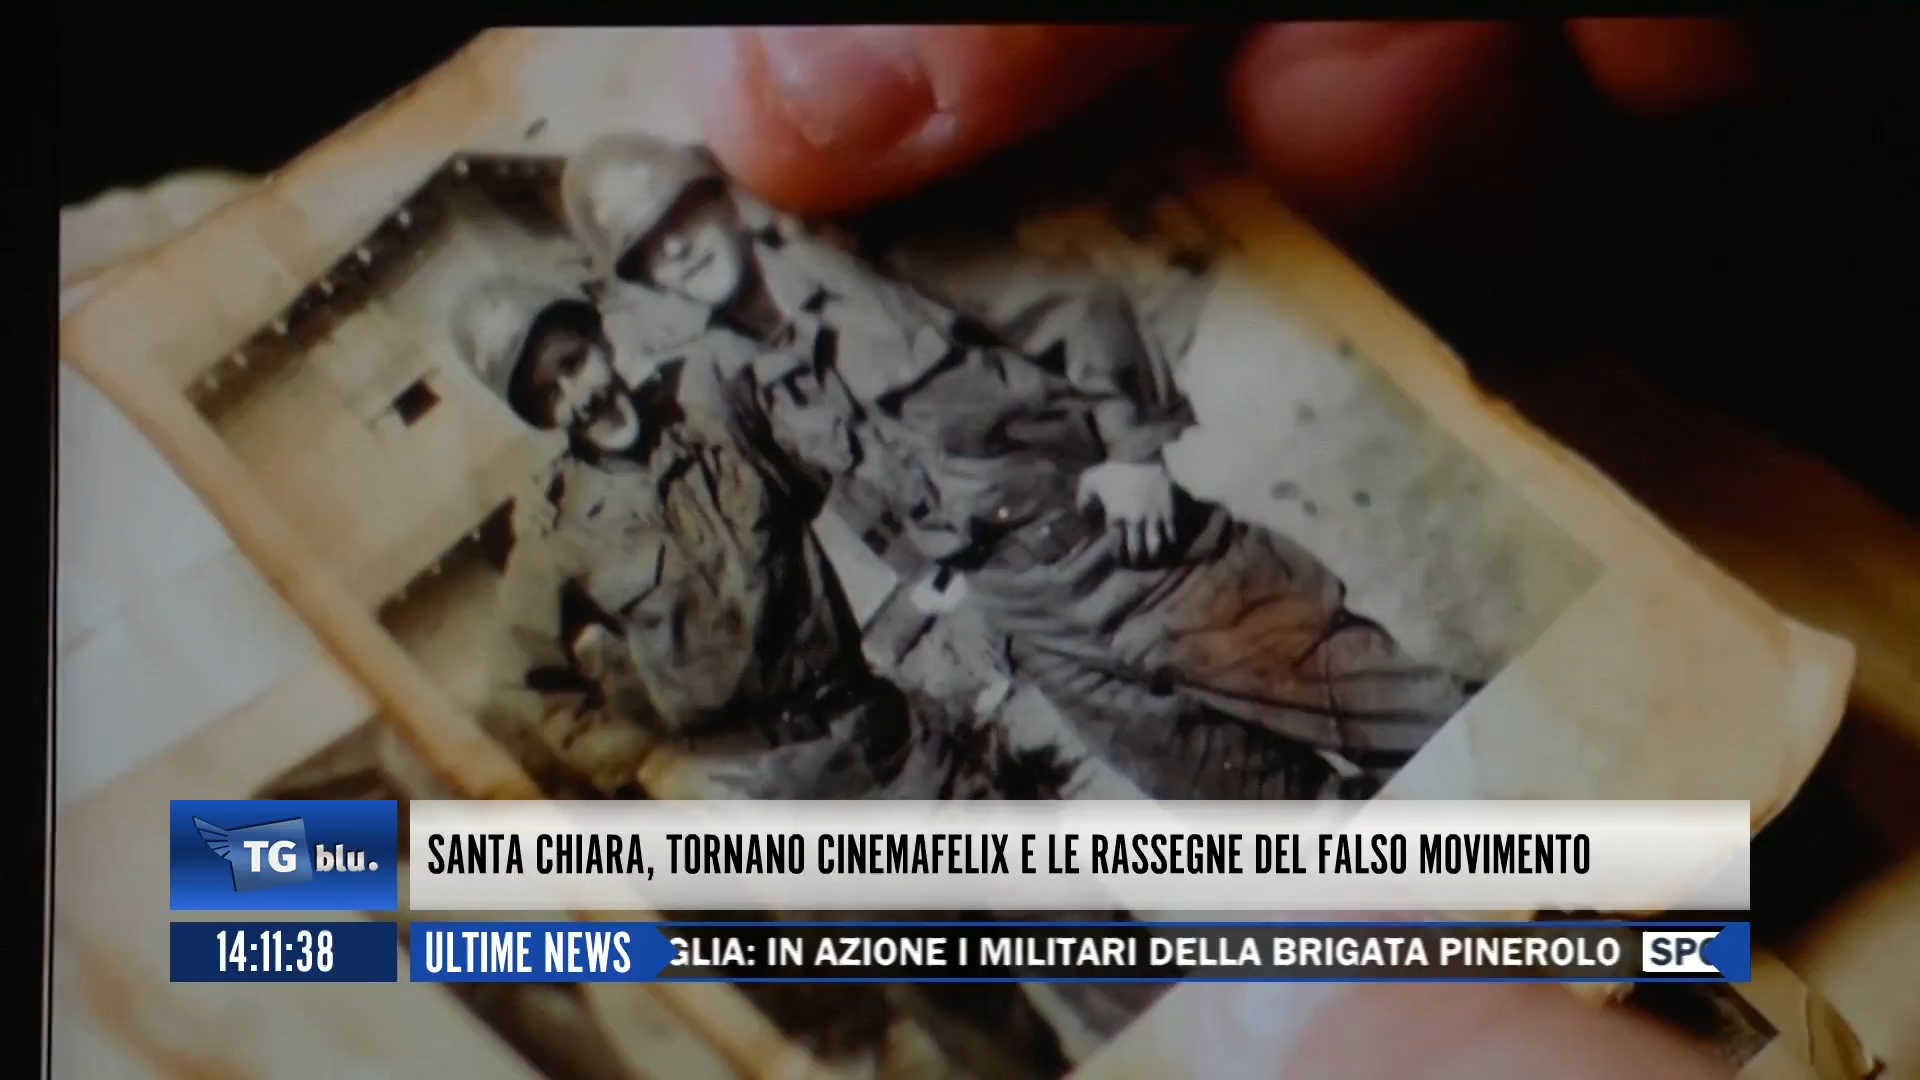 TG blu.
SANTA CHIARA, TORNANO CINEMAFELIX E LE RASSEGNE DEL FALSO MOVIMENTO
14:11:38
ULTIME NEWS
GLIA: IN AZIONE I MILITARI DELLA BRIGATA PINEROLO